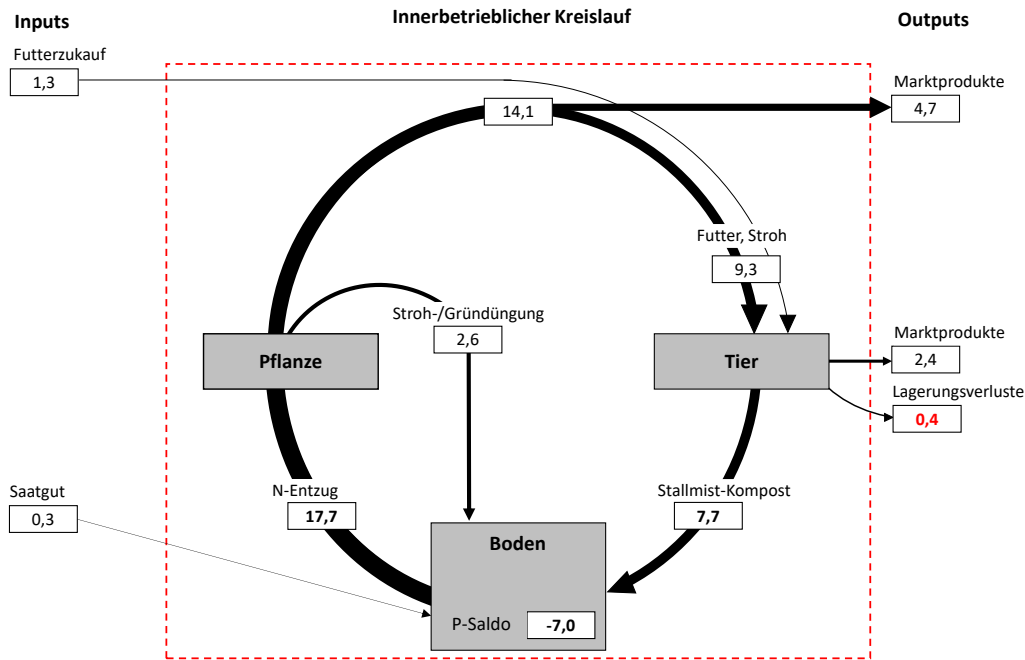 Inputs
Innerbetrieblicher Kreislauf
Outputs
Futterzukauf
1,3
Marktprodukte
4,7
14,1
Futter, Stroh
9,3
Stroh-/Gründüngung
2,6
Pflanze
Tier
Marktprodukte
2,4
Lagerungsverluste
0,4
Saatgut
0,3
N-Entzug
17,7
Stallmist-Kompost
7,7
Boden
P-Saldo
-7,0